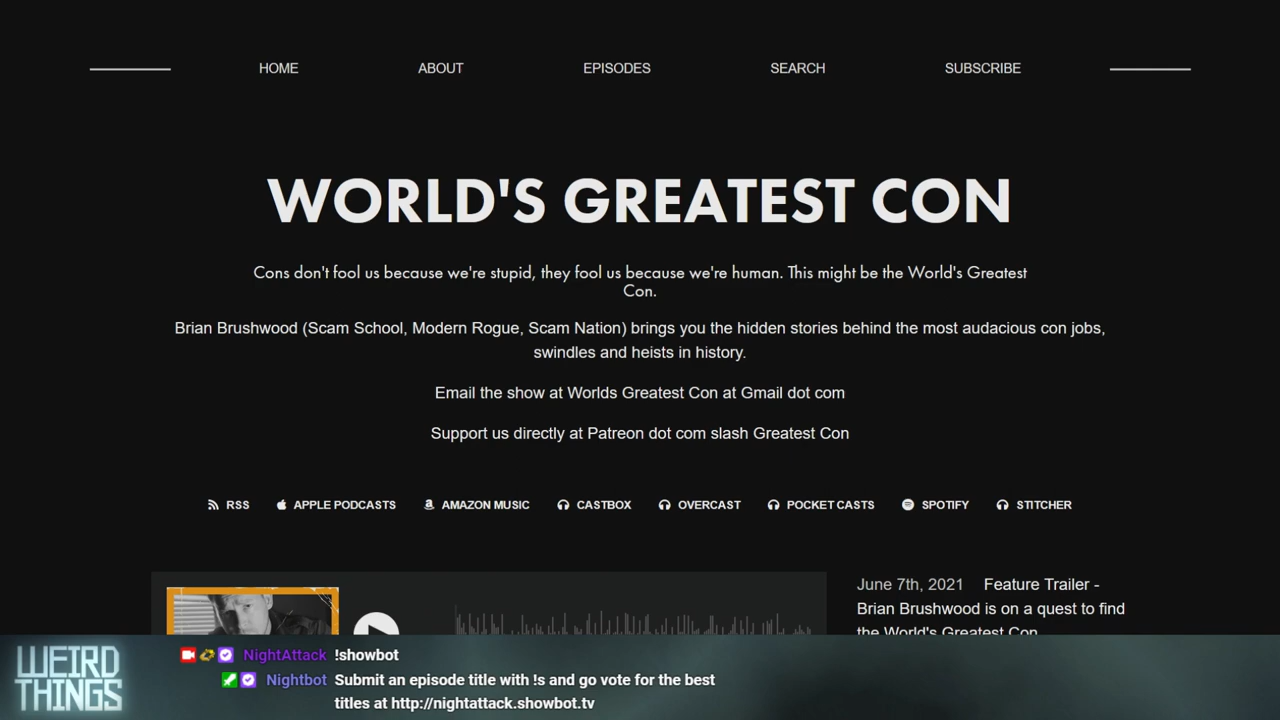 HOME ABOUT EPISODES SEARCH SUBSCRIBE
WORLD'S GREATEST CON
Cons don't fool us because we're stupid, they fool us because we're human. This might be the World's Greatest
Con.
Brian Brushwood (Scam School, Modern Rogue, Scam Nation) brings you the hidden stories behind the most audacious con jobs,
swindles and heists in history.
Email the show at Worlds Greatest Con at Gmail dot com
Support us directly at Patreon dot com slash Greatest Con
RSS APPLE PODCASTS AMAZON MUSIC CASTBOX OVERCAST POCKET CASTS SPOTIFY STITCHER
June 7th, 2021 Feature Trailer -
Brian Brushwood is on a quest to find
the World's Greatest Con
WEIRD
THINGS
NightAttack !showbot
Nightbot Submit an episode title with !s and go vote for the best
titles at http://nightattack.showbot.tv